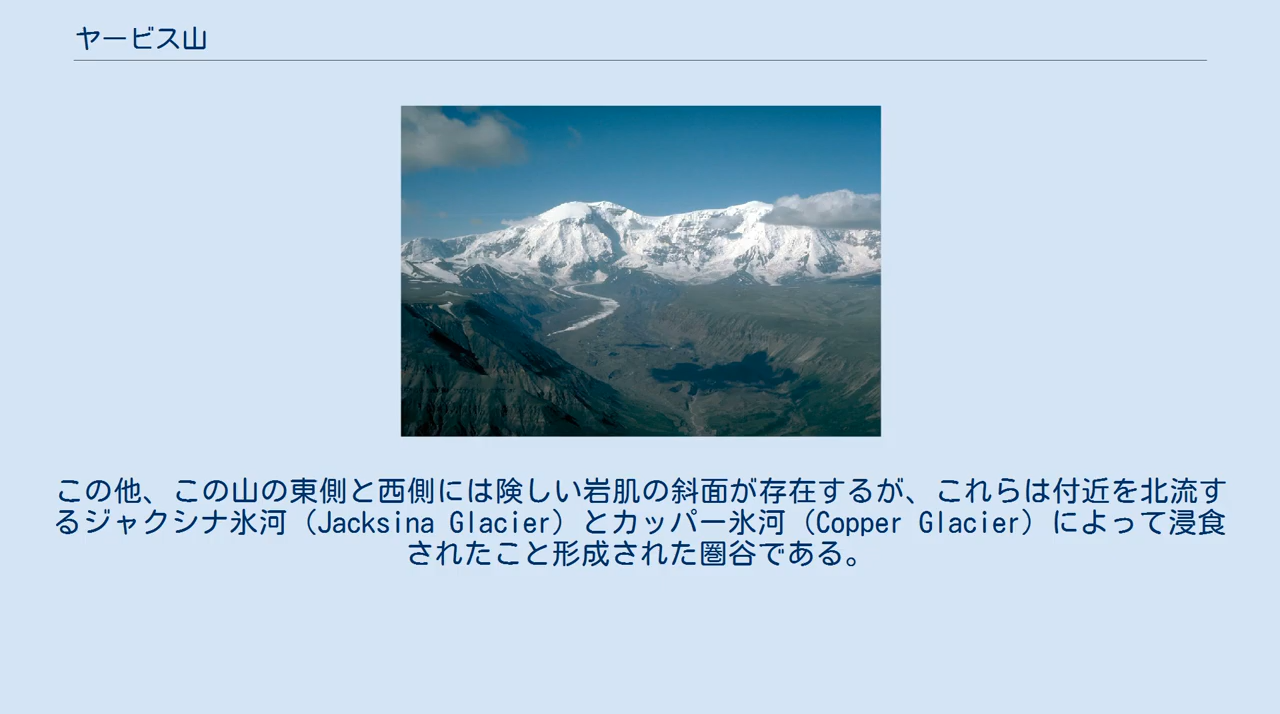 ヤービス山
この他、この山の東側と西側には険しい岩肌の斜面が存在するが、これらは付近を北流す
るジャクシナ氷河（Jacksina Glacier）とカッパー氷河（Copper Glacier）によって浸食
されたこと形成された圏谷である。